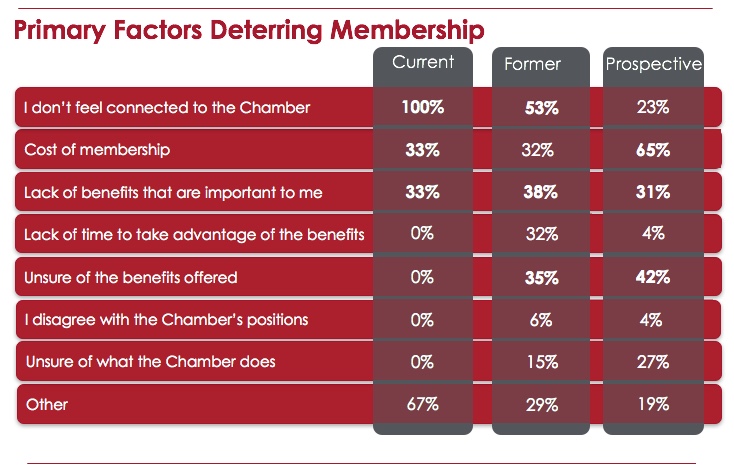 Primary Factors Deterring Membership
Current Former Prospective
I don't feel connected to the Chamber 100% 53% 23%
Cost of membership 33% 32% 65%
Lack of benefits that are important to me 33% 38% 31%
Lack of time to take advantage of the benefits 0% 32% 4%
Unsure of the benefits offered 0% 35% 42%
I disagree with the Chamber's positions 0% 6% 4%
Unsure of what the Chamber does 0% 15% 27%
Other 67% 29% 19%